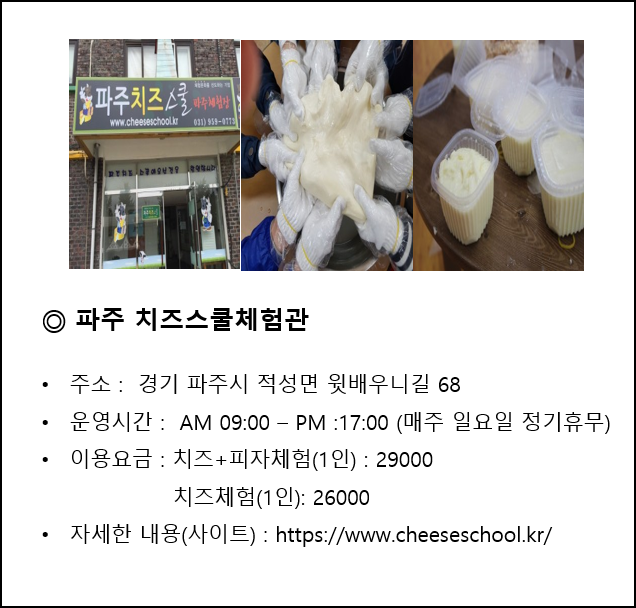 파주치즈스쿨 파주체험장
www.cheeseschool.kr 031) 959-0773
◎ 파주 치즈스쿨체험관
• 주소 : 경기 파주시 적성면 윗배우니길 68
• 운영시간 : AM 09:00 – PM :17:00 (매주 일요일 정기휴무)
• 이용요금 : 치즈+피자체험(1인) : 29000
치즈체험(1인): 26000
• 자세한 내용(사이트) : https://www.cheeseschool.kr/